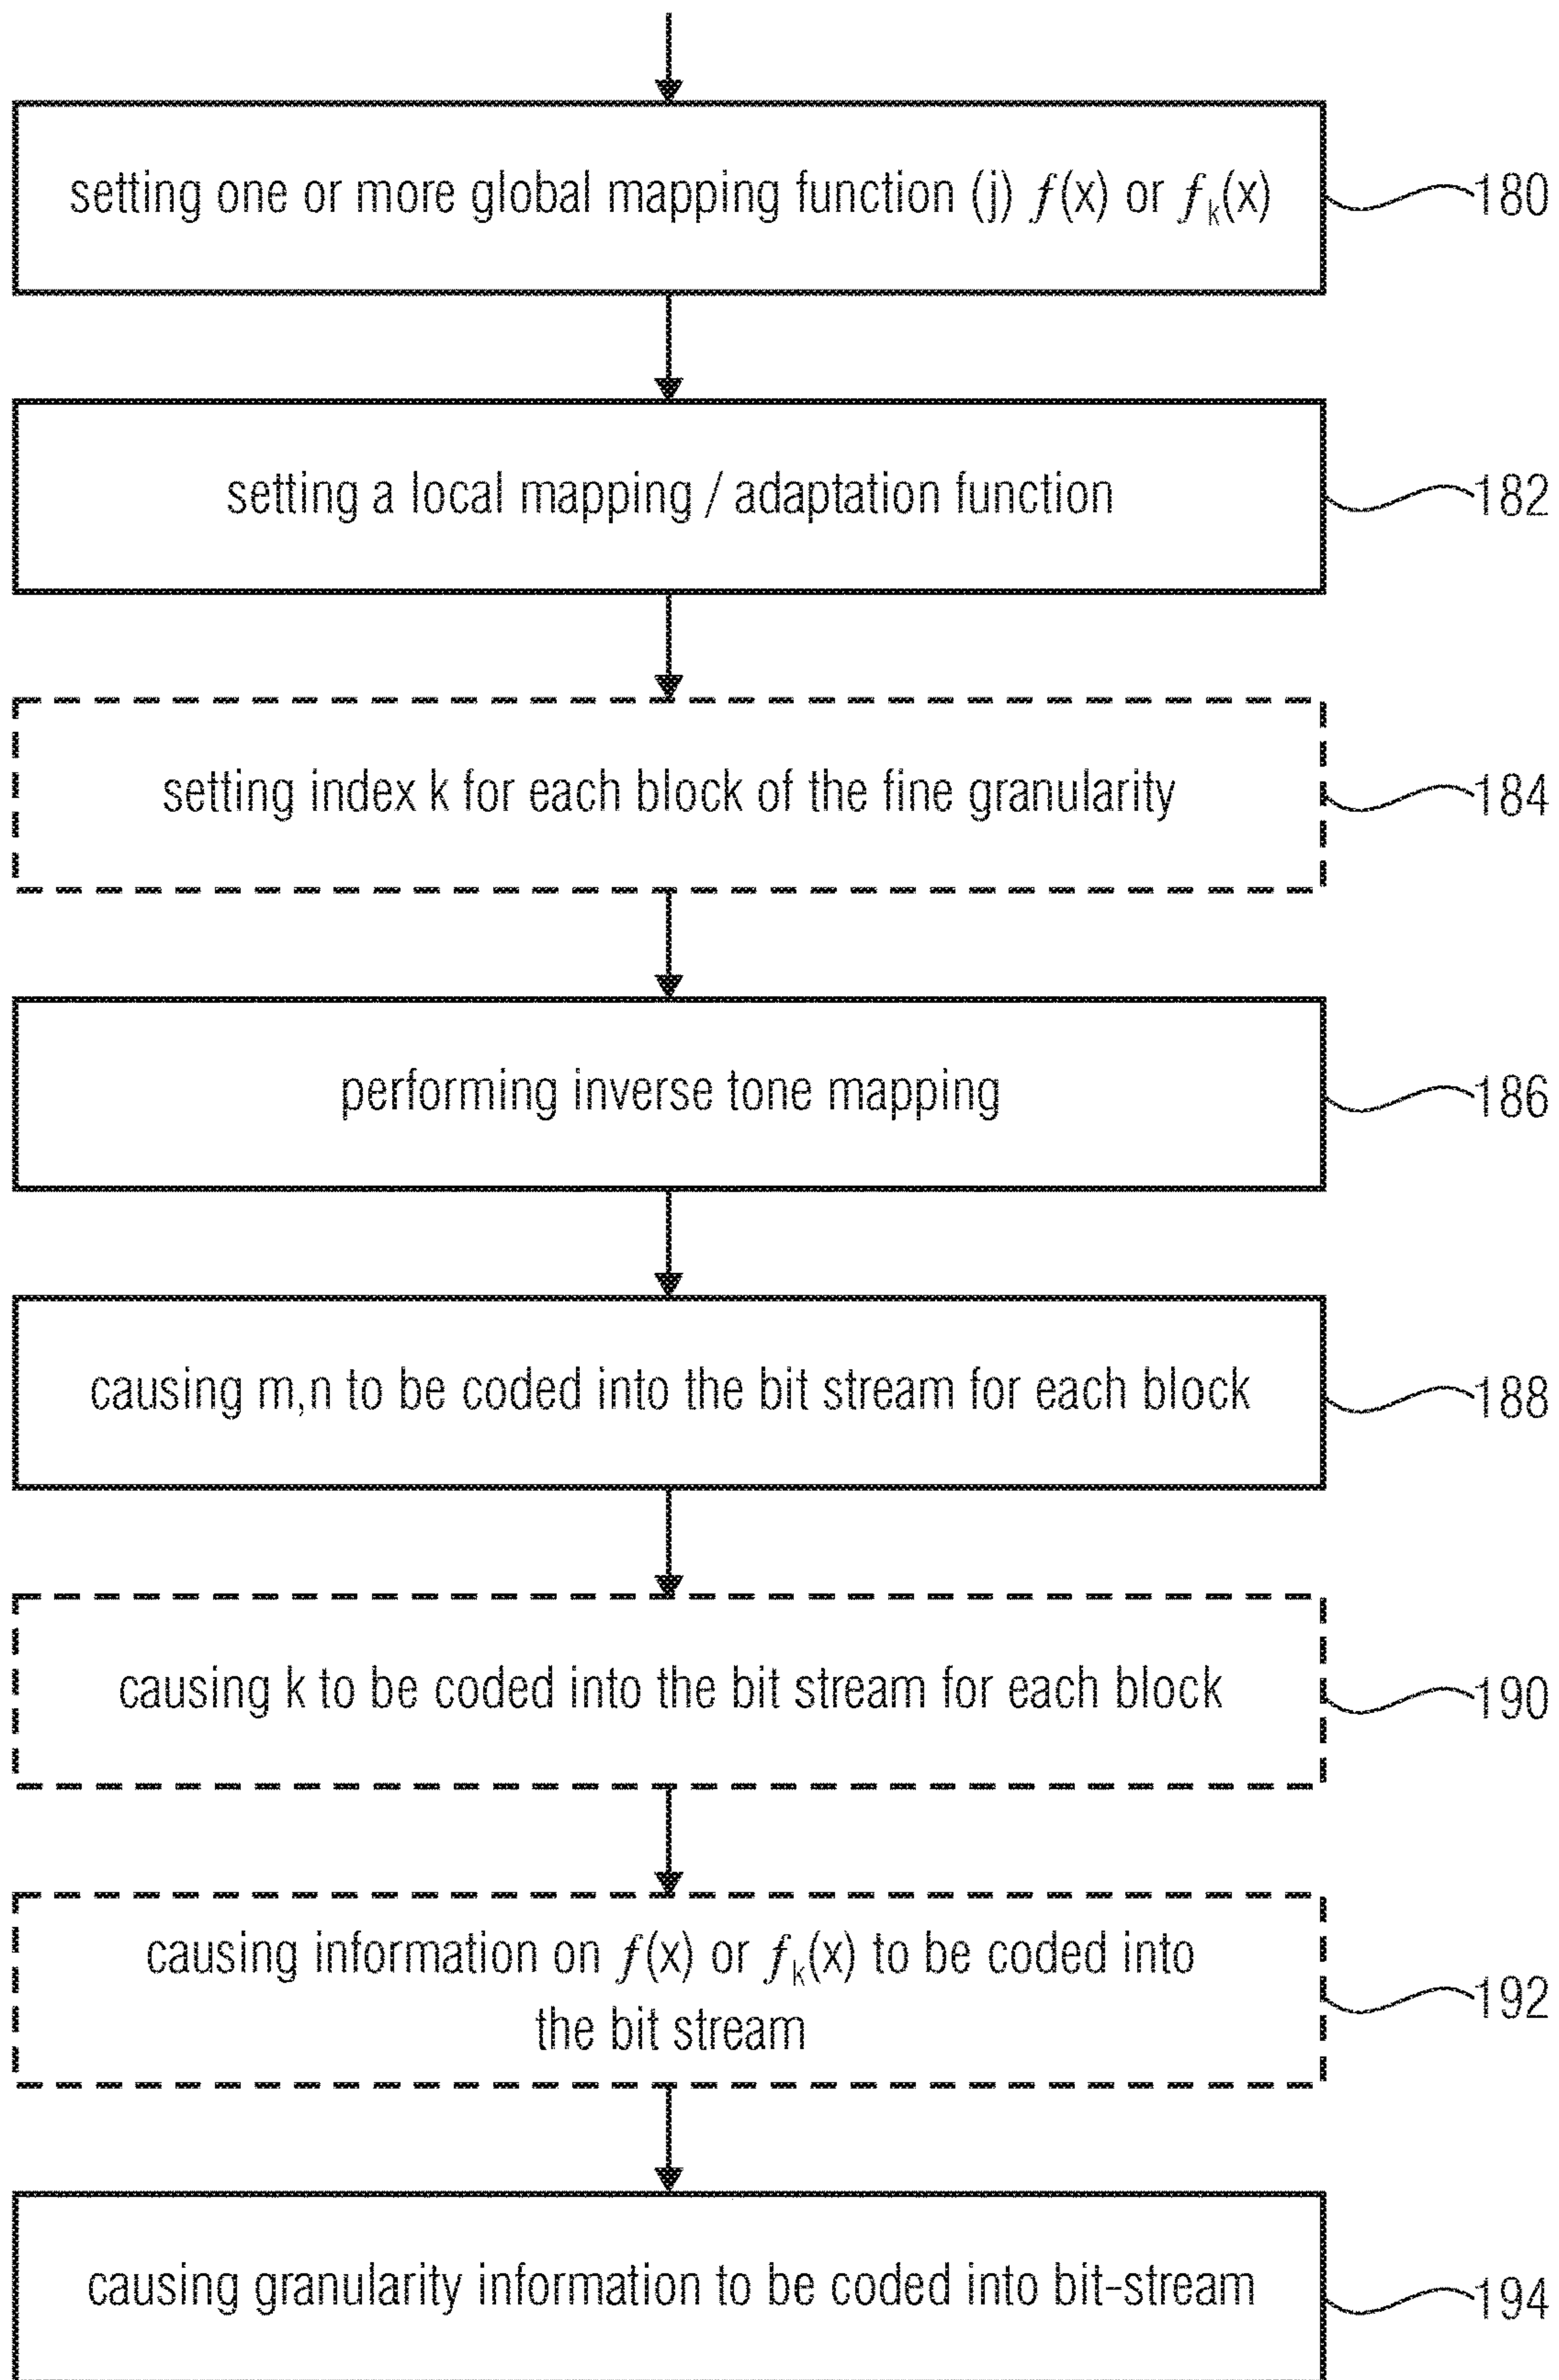 setting one or more global mapping function (j) f(x) or fk(x)
180
setting a local mapping / adaptation function
182
setting index k for each block of the fine granularity
184
performing inverse tone mapping
186
causing m,n to be coded into the bit stream for each block
188
causing k to be coded into the bit stream for each block
190
causing information on f(x) or fk(x) to be coded into
the bit stream
192
causing granularity information to be coded into bit-stream
194